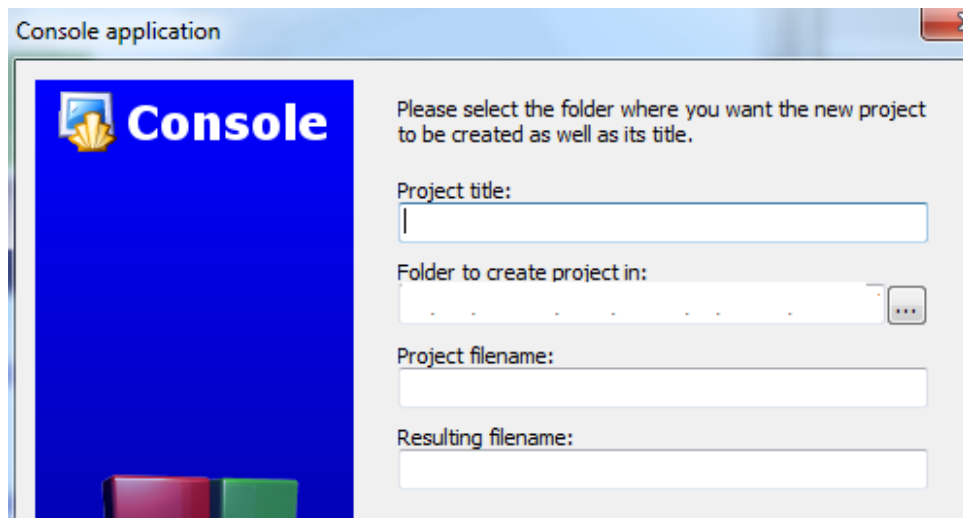 Console application
Console
Please select the folder where you want the new project
to be created as well as its title.
Project title:
Folder to create project in:
...
Project filename:
Resulting filename: